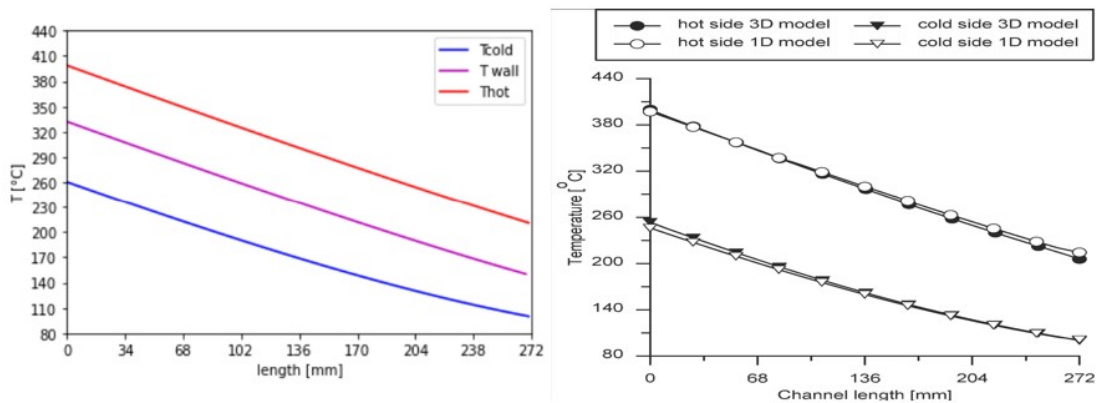 440
410
380
350
320
290
260
230
200
170
140
110
80
T [°C]
0 34 68 102 136 170 204 238 272
length [mm]
Tcold
T wall
Thot
hot side 3D model cold side 3D model
hot side 1D model cold side 1D model
440
380
320
260
200
140
80
Temperature [°C]
0 68 136 204 272
Channel length [mm]